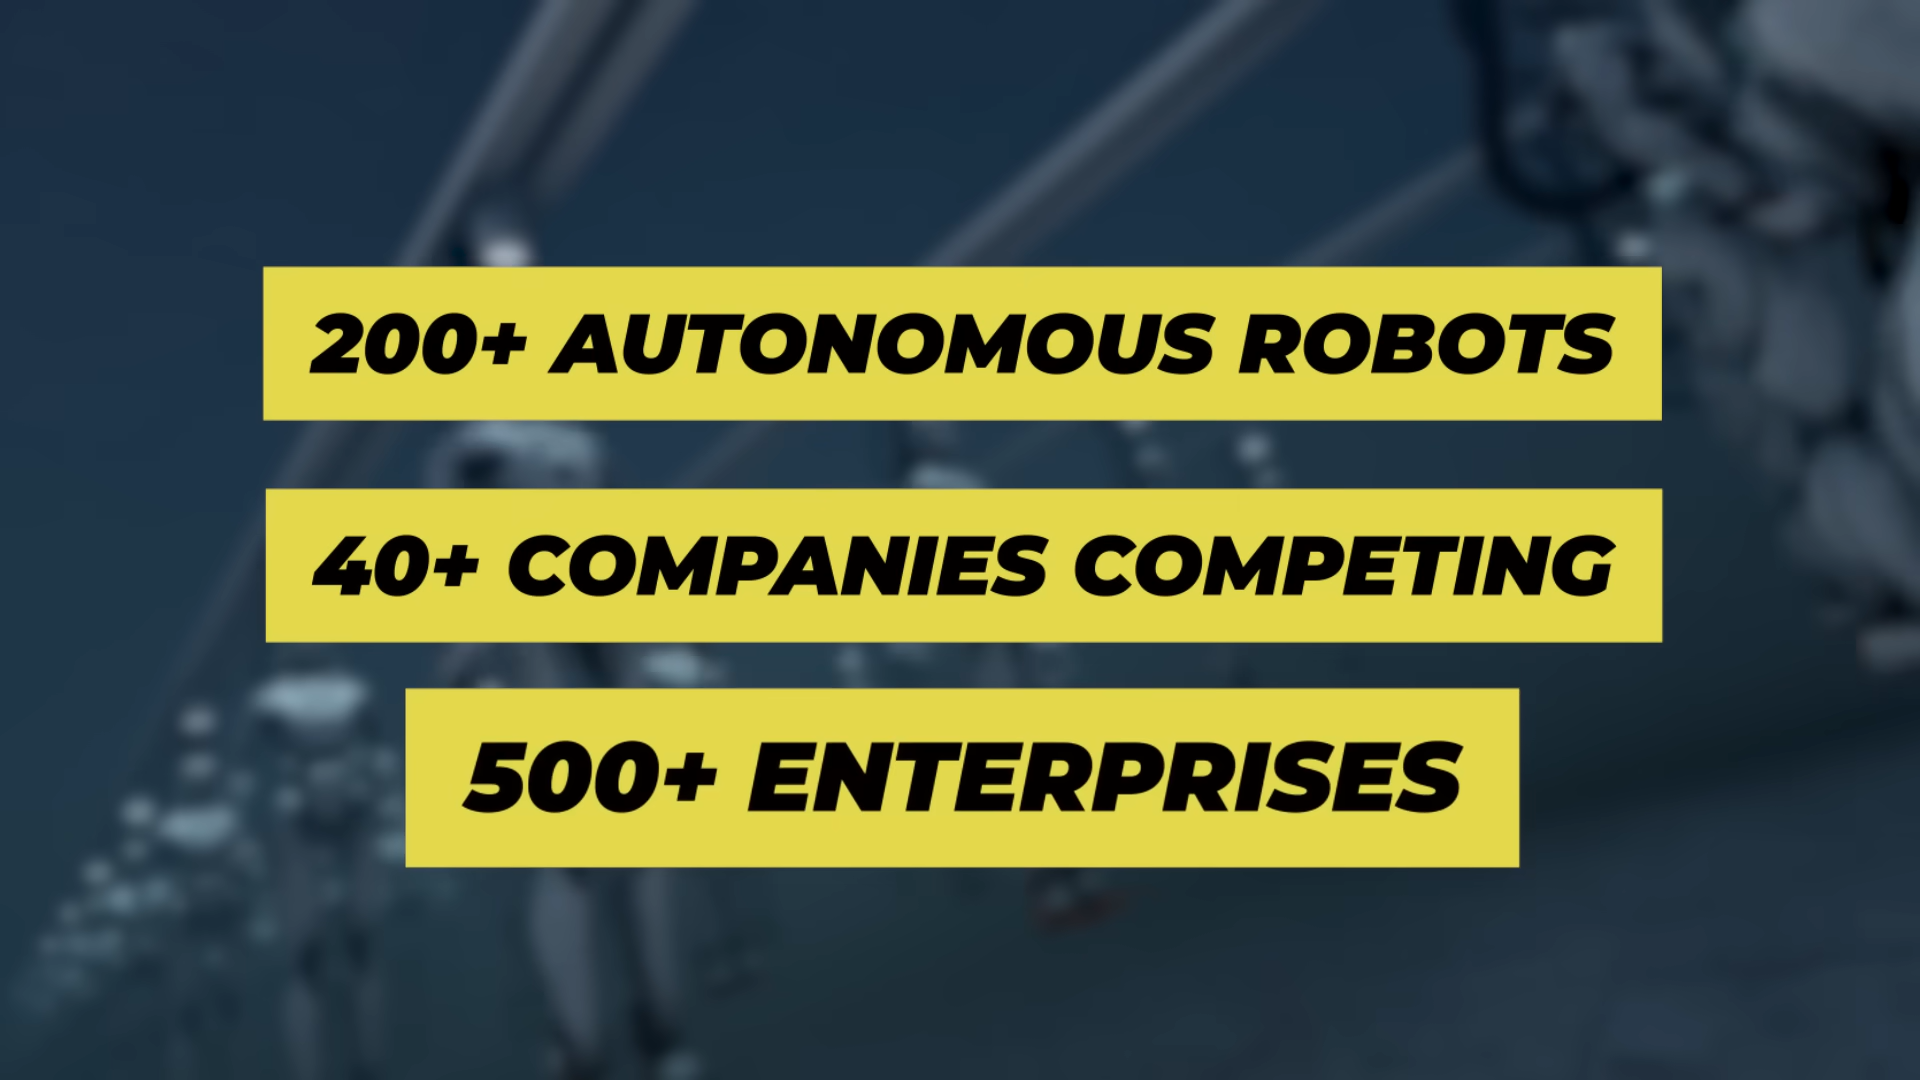 200+ AUTONOMOUS ROBOTS
40+ COMPANIES COMPETING
500+ ENTERPRISES